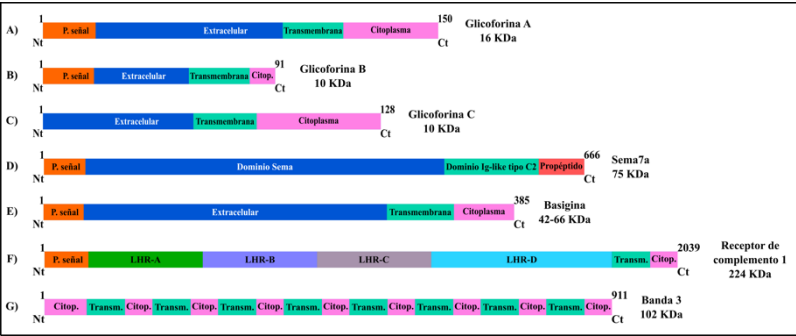 1 150 Glicoforina A
A) P. señal Extracelular Transmembrana Citoplasma 16 KDa
Nt Ct
1 91 Glicoforina B
B) P. señal Extracelular Transmembrana Citop. 10 KDa
Nt Ct
1 128 Glicoforina C
C) Extracelular Transmembrana Citoplasma 10 KDa
Nt Ct
1 666 Sema7a
D) P. señal Dominio Sema Dominio Ig-like tipo C2 Propéptido 75 KDa
Nt Ct
1 385 Basigina
E) P. señal Extracelular Transmembrana Citoplasma 42-66 KDa
Nt Ct
1 2039 Receptor de
F) P. señal LHR-A LHR-B LHR-C LHR-D Transm. Citop. complemento 1
Nt Ct 224 KDa
1 911 Banda 3
G) Citop. Transm. Citop. Transm. Citop. Transm. Citop. Transm. Citop. Transm. Citop. Transm. Citop. Transm. Citop. Transm. Citop. 102 KDa
Nt Ct